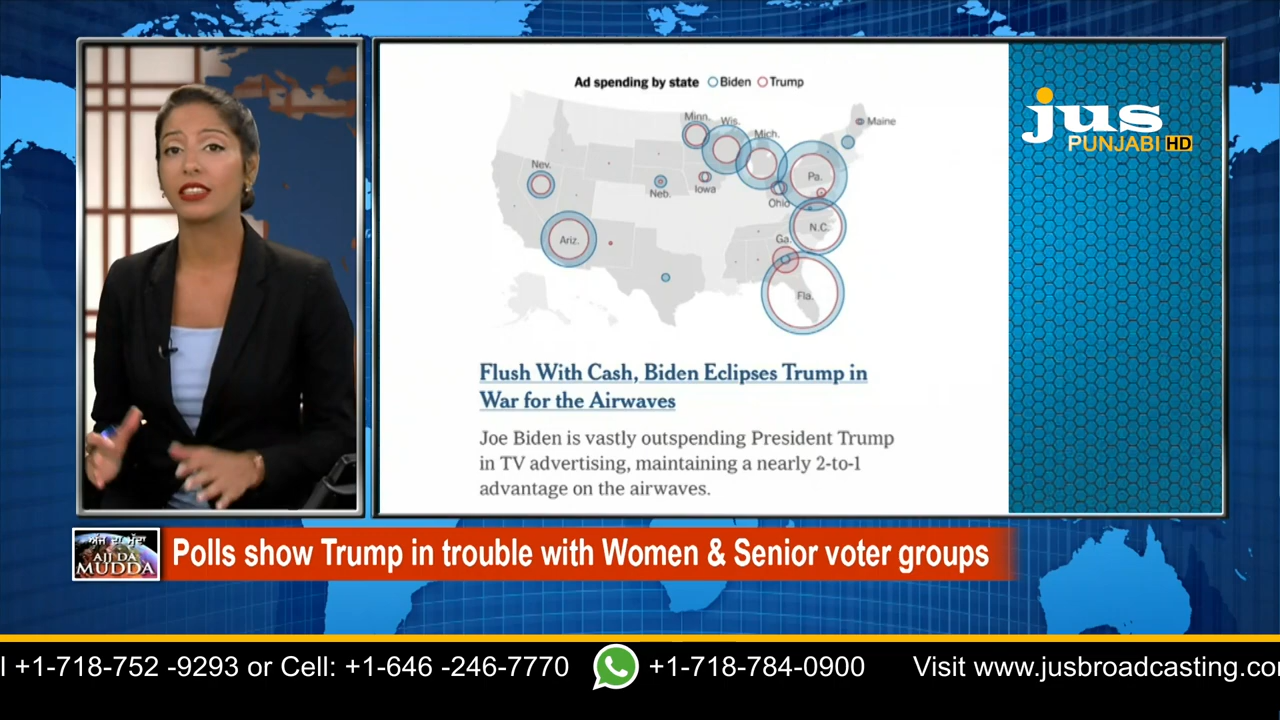 Ad spending by state Biden Trump
Minn.
Wis.
Mich.
Maine
Nev.
Neb.
Iowa
Ohio
Pa.
Ariz.
N.C.
Ga.
Fla.
Flush With Cash, Biden Eclipses Trump in
War for the Airwaves
Joe Biden is vastly outspending President Trump
in TV advertising, maintaining a nearly 2-to-1
advantage on the airwaves.
jus
PUNJABI HD
ਅੱਜ ਦਾ ਮੁੱਦਾ
AJJ DA
MUDDA
Polls show Trump in trouble with Women & Senior voter groups
l +1-718-752 -9293 or Cell: +1-646 -246-7770 +1-718-784-0900 Visit www.jusbroadcasting.co